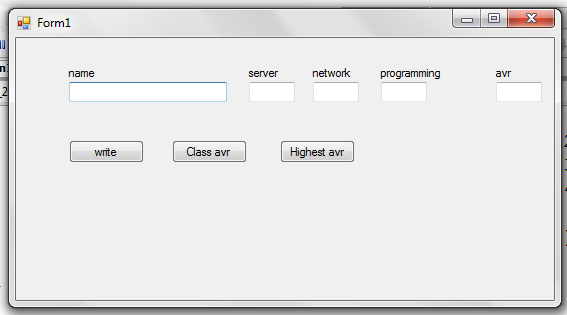 Form1
name server network programming avr
write Class avr Highest avr